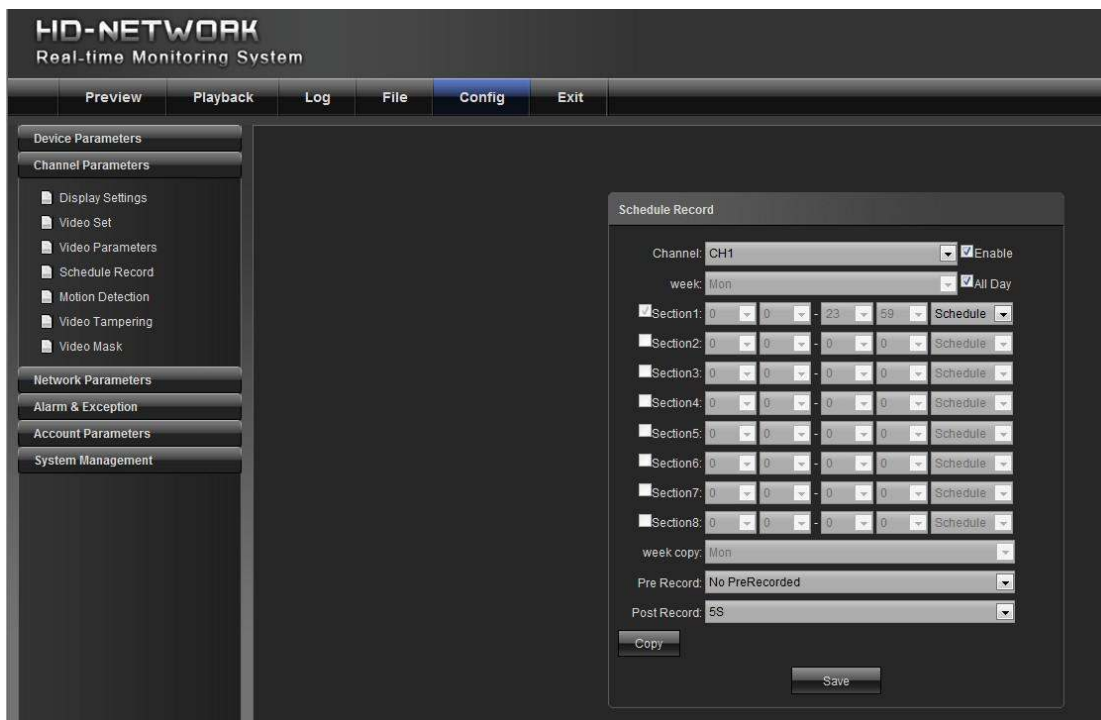 HD-NETWORK
Real-time Monitoring System
Preview Playback Log File Config Exit
Device Parameters
Channel Parameters
Display Settings
Video Set
Video Parameters
Schedule Record
Motion Detection
Video Tampering
Video Mask
Network Parameters
Alarm & Exception
Account Parameters
System Management
Schedule Record
Channel: CH1 Enable
week: Mon All Day
Section1: 0 0 - 23 59 Schedule
Section2: 0 0 - 0 0 Schedule
Section3: 0 0 - 0 0 Schedule
Section4: 0 0 - 0 0 Schedule
Section5: 0 0 - 0 0 Schedule
Section6: 0 0 - 0 0 Schedule
Section7: 0 0 - 0 0 Schedule
Section8: 0 0 - 0 0 Schedule
week copy: Mon
Pre Record: No PreRecorded
Post Record: 5S
Copy
Save